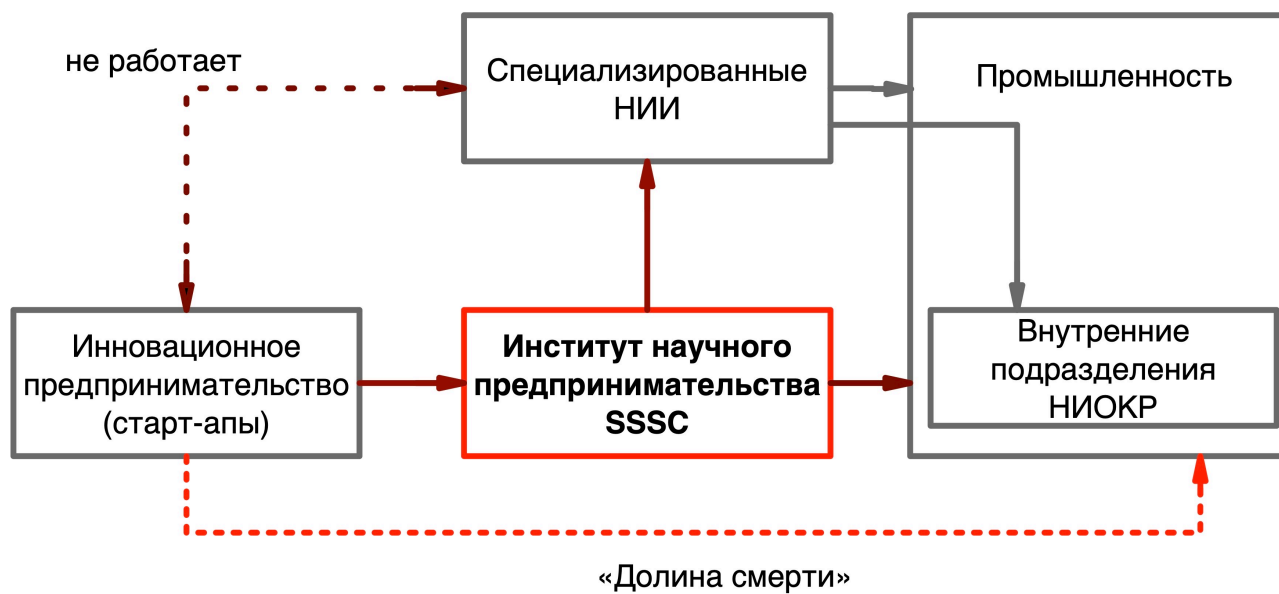 не работает
Специализированные
НИИ
Промышленность
Инновационное
предпринимательство
(старт-апы)
Институт научного
предпринимательства
SSSC
Внутренние
подразделения
НИОКР
«Долина смерти»